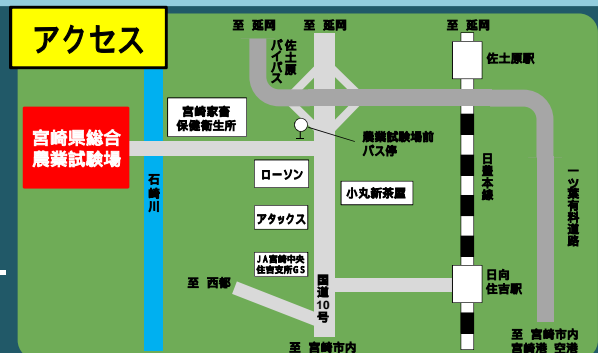 アクセス
至 延岡
至 延岡
至 延岡
佐土原
バイパス
佐土原駅
宮崎家畜
保健衛生所
宮崎県総合
農業試験場
農業試験場前
バス停
石崎川
ローソン
小丸新茶屋
日豊本線
一ツ葉有料道路
アタックス
JA宮崎中央
住吉支所GS
至 西都
国道10号
日向
住吉駅
至 宮崎市内
至 宮崎市内
宮崎港 空港